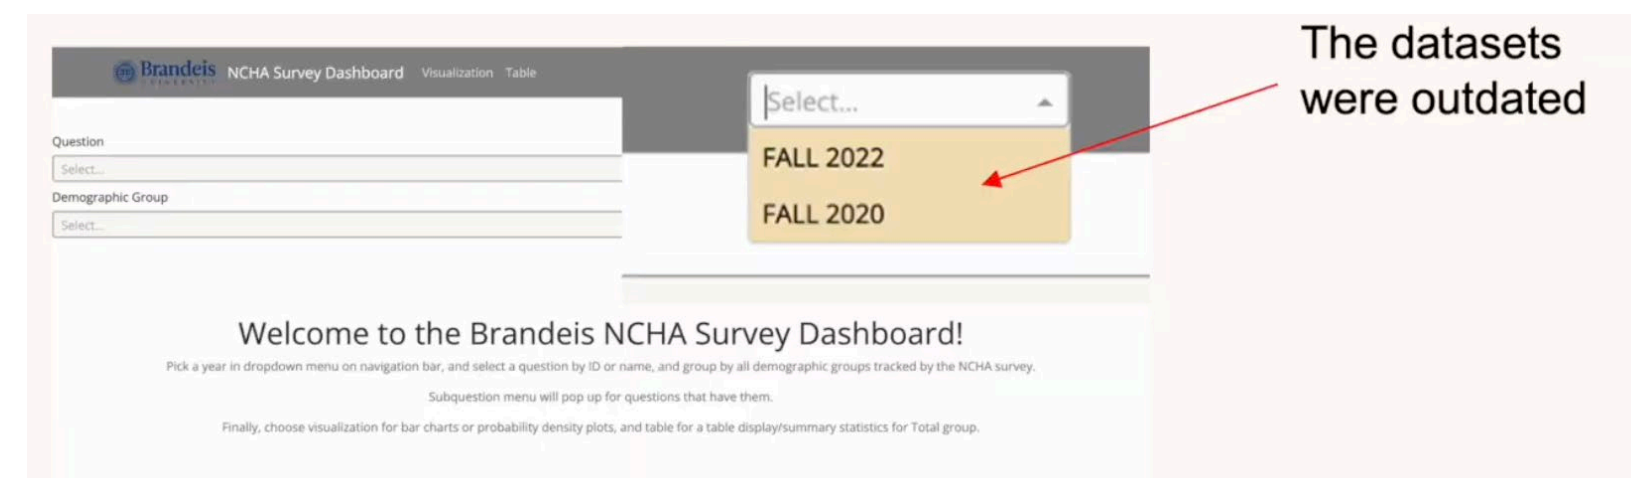 Brandeis NCHA Survey Dashboard Visualization Table
Question
Select...
Demographic Group
Select...
Select...
FALL 2022
FALL 2020
The datasets
were outdated
Welcome to the Brandeis NCHA Survey Dashboard!
Pick a year in dropdown menu on navigation bar, and select a question by ID or name, and group by all demographic groups tracked by the NCHA survey.
Subquestion menu will pop up for questions that have them.
Finally, choose visualization for bar charts or probability density plots, and table for a table display/summary statistics for Total group.